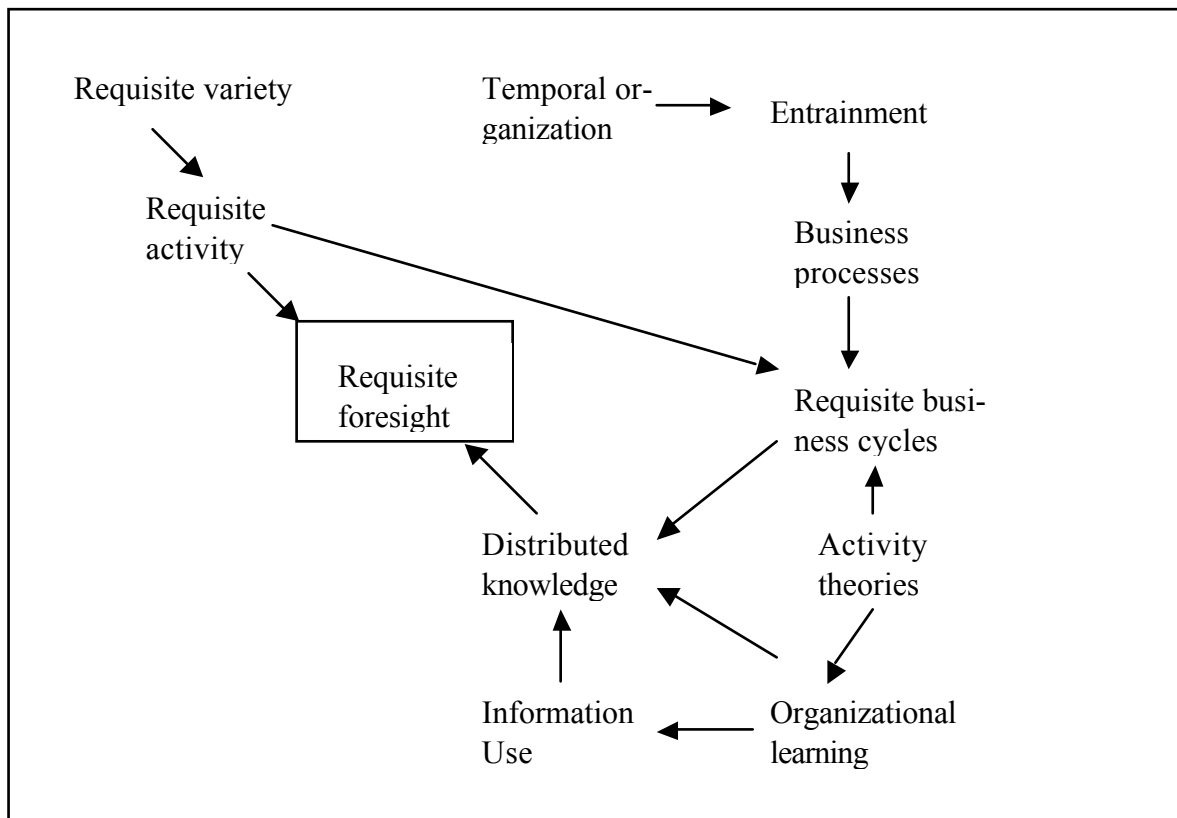 Requisite variety
Temporal or-
ganization
Entrainment
Requisite
activity
Business
processes
Requisite
foresight
Requisite busi-
ness cycles
Distributed
knowledge
Activity
theories
Information
Use
Organizational
learning